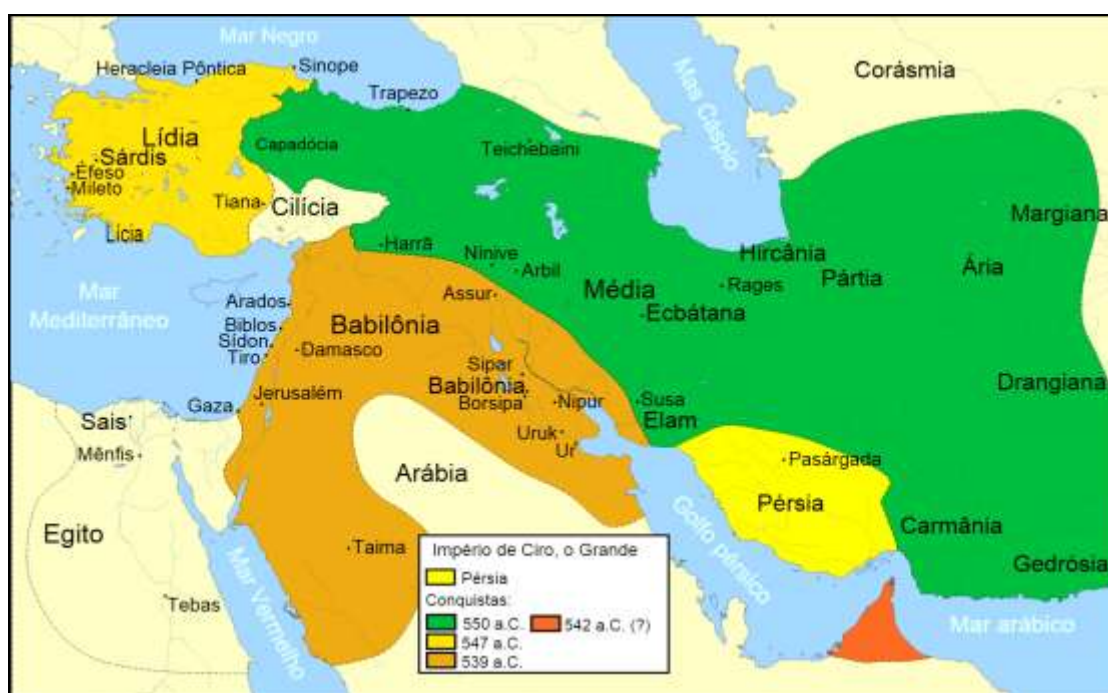 Mar Negro
Heracleia Pôntica
Sinope
Trapezo
Mas Cáspio
Corásmia
Lídia
Sárdis
Éfeso
Mileto
Lícia
Capadócia
Tiana
Cilícia
Teichebaini
Harrã
Nínive
Arbil
Assur
Média
Ecbátana
Rages
Hircânia
Pártia
Ária
Margiana
Drangiana
Mar
Mediterrâneo
Arados
Biblos
Sídon
Tiro
Damasco
Babilônia
Jerusalém
Gaza
Sipar
Babilônia
Borsipa
Nipur
Uruk
Ur
Susa
Elam
Sais
Mênfis
Egito
Tebas
Mar Vermelho
Arábia
Taima
Golfo pérsico
Pérsia
Pasárgada
Carmânia
Gedrósia
Mar arábico
Império de Ciro, o Grande
Pérsia
Conquistas:
550 a.C.
542 a.C. (?)
547 a.C.
539 a.C.